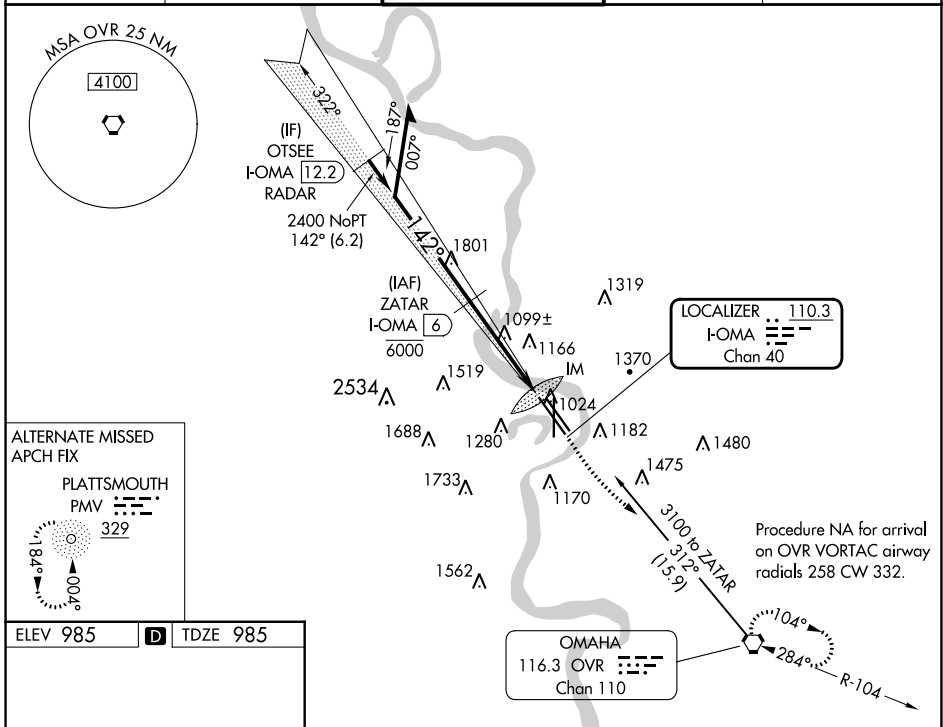 MSA OVR 25 NM
4100
322°
187°
007°
(IF)
OTSEE
I-OMA 12.2
RADAR
2400 NoPT
142° (6.2)
142°
1801
(IAF)
ZATAR
I-OMA 6
6000
1319
1099±
1166
IM
1370
LOCALIZER 110.3
I-OMA
Chan 40
1519
2534
1024
1688
1280
1182
1480
1733
1170
1475
ALTERNATE MISSED
APCH FIX
PLATTSMOUTH
PMV
329
184°
004°
1562
3100 to ZATAR
312°
(15.9)
Procedure NA for arrival
on OVR VORTAC airway
radials 258 CW 332.
104°
284°
R-104
OMAHA
116.3 OVR
Chan 110
ELEV 985 D TDZE 985